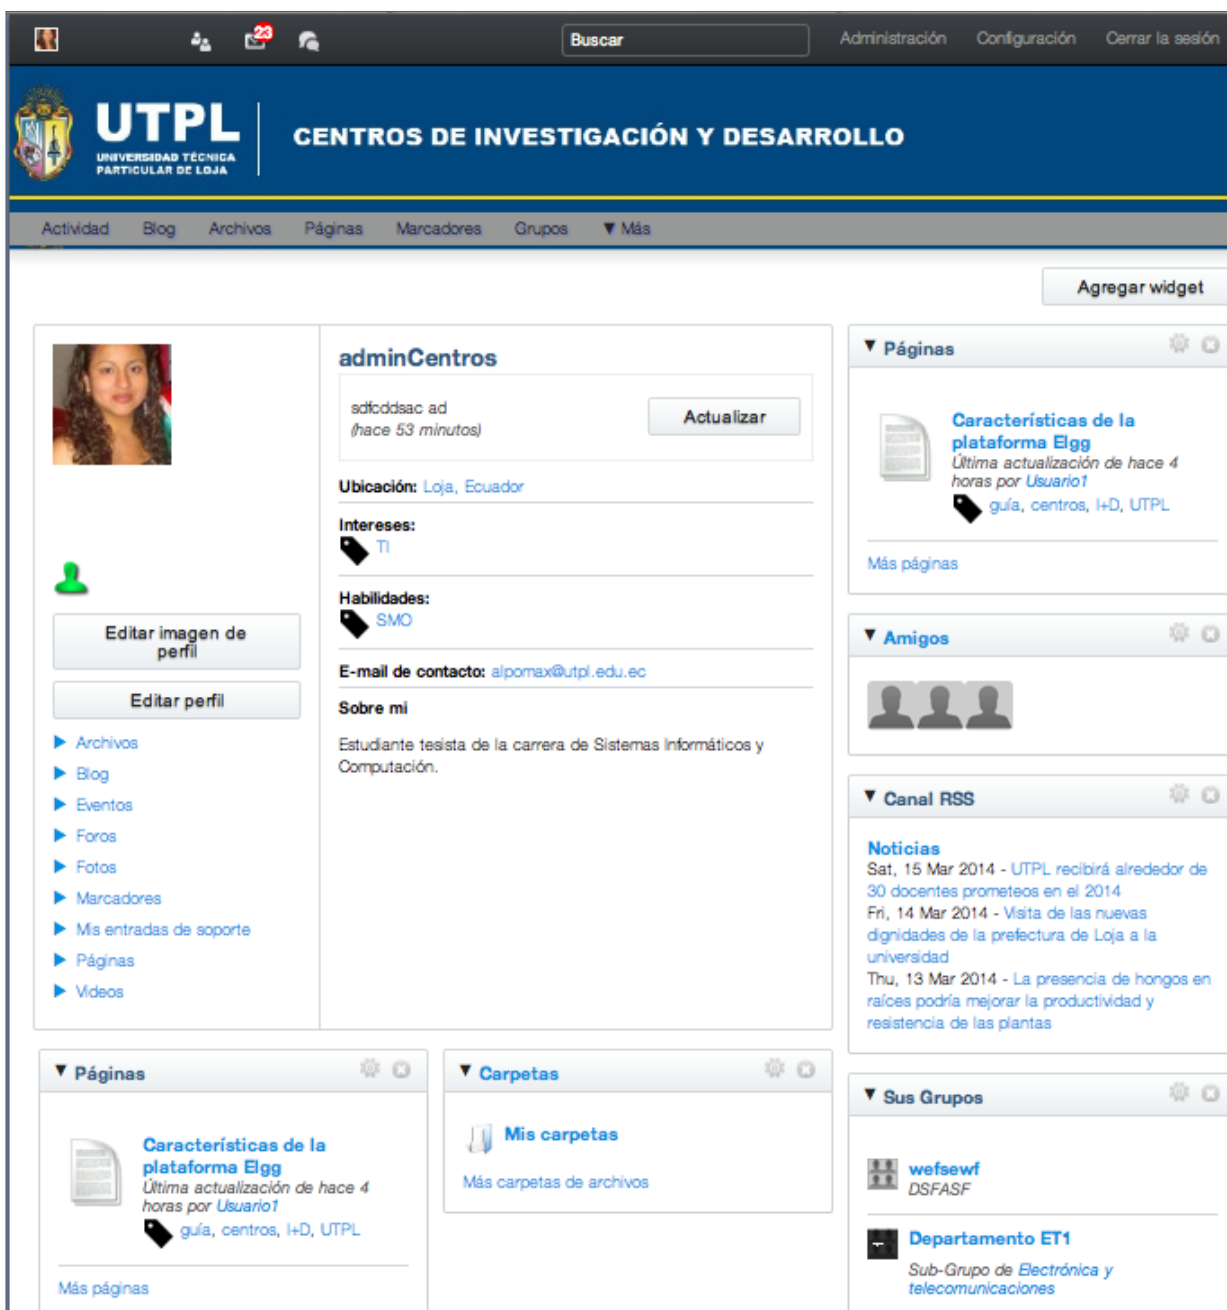 23
Buscar
Administración
Configuración
Cerrar la sesión
UTPL
UNIVERSIDAD TÉCNICA
PARTICULAR DE LOJA
CENTROS DE INVESTIGACIÓN Y DESARROLLO
Actividad
Blog
Archivos
Páginas
Marcadores
Grupos
▼ Más
Agregar widget
adminCentros
sdfcddsac ad
(hace 53 minutos)
Actualizar
Ubicación: Loja, Ecuador
Intereses:
TI
Habilidades:
SMO
E-mail de contacto: alpomax@utpl.edu.ec
Sobre mi
Estudiante tesista de la carrera de Sistemas Informáticos y
Computación.
Editar imagen de
perfil
Editar perfil
Archivos
Blog
Eventos
Foros
Fotos
Marcadores
Mis entradas de soporte
Páginas
Videos
Páginas
Características de la
plataforma Elgg
Última actualización de hace 4
horas por Usuario1
guía, centros, I+D, UTPL
Más páginas
Amigos
Canal RSS
Noticias
Sat, 15 Mar 2014 - UTPL recibirá alrededor de
30 docentes prometeos en el 2014
Fri, 14 Mar 2014 - Visita de las nuevas
dignidades de la prefectura de Loja a la
universidad
Thu, 13 Mar 2014 - La presencia de hongos en
raíces podría mejorar la productividad y
resistencia de las plantas
Páginas
Características de la
plataforma Elgg
Última actualización de hace 4
horas por Usuario1
guía, centros, I+D, UTPL
Más páginas
Carpetas
Mis carpetas
Más carpetas de archivos
Sus Grupos
wefsewf
DSFASF
Departamento ET1
Sub-Grupo de Electrónica y
telecomunicaciones